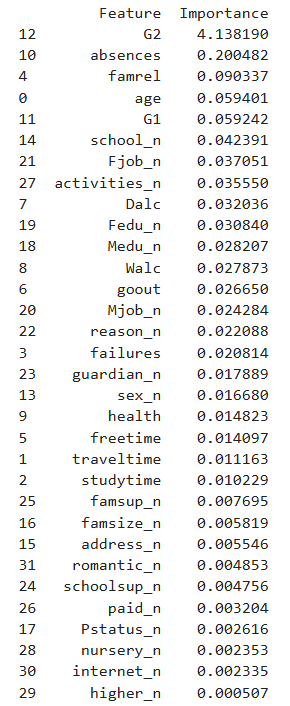 Feature Importance
12 G2 4.138190
10 absences 0.200482
4 famrel 0.090337
0 age 0.059401
11 G1 0.059242
14 school_n 0.042391
21 Fjob_n 0.037051
27 activities_n 0.035550
7 Dalc 0.032036
19 Fedu_n 0.030840
18 Medu_n 0.028207
8 Walc 0.027873
6 goout 0.026650
20 Mjob_n 0.024284
22 reason_n 0.022088
3 failures 0.020814
23 guardian_n 0.017889
13 sex_n 0.016680
9 health 0.014823
5 freetime 0.014097
1 traveltime 0.011163
2 studytime 0.010229
25 famsup_n 0.007695
16 famsize_n 0.005819
15 address_n 0.005546
31 romantic_n 0.004853
24 schoolsup_n 0.004756
26 paid_n 0.003204
17 Pstatus_n 0.002616
28 nursery_n 0.002353
30 internet_n 0.002335
29 higher_n 0.000507